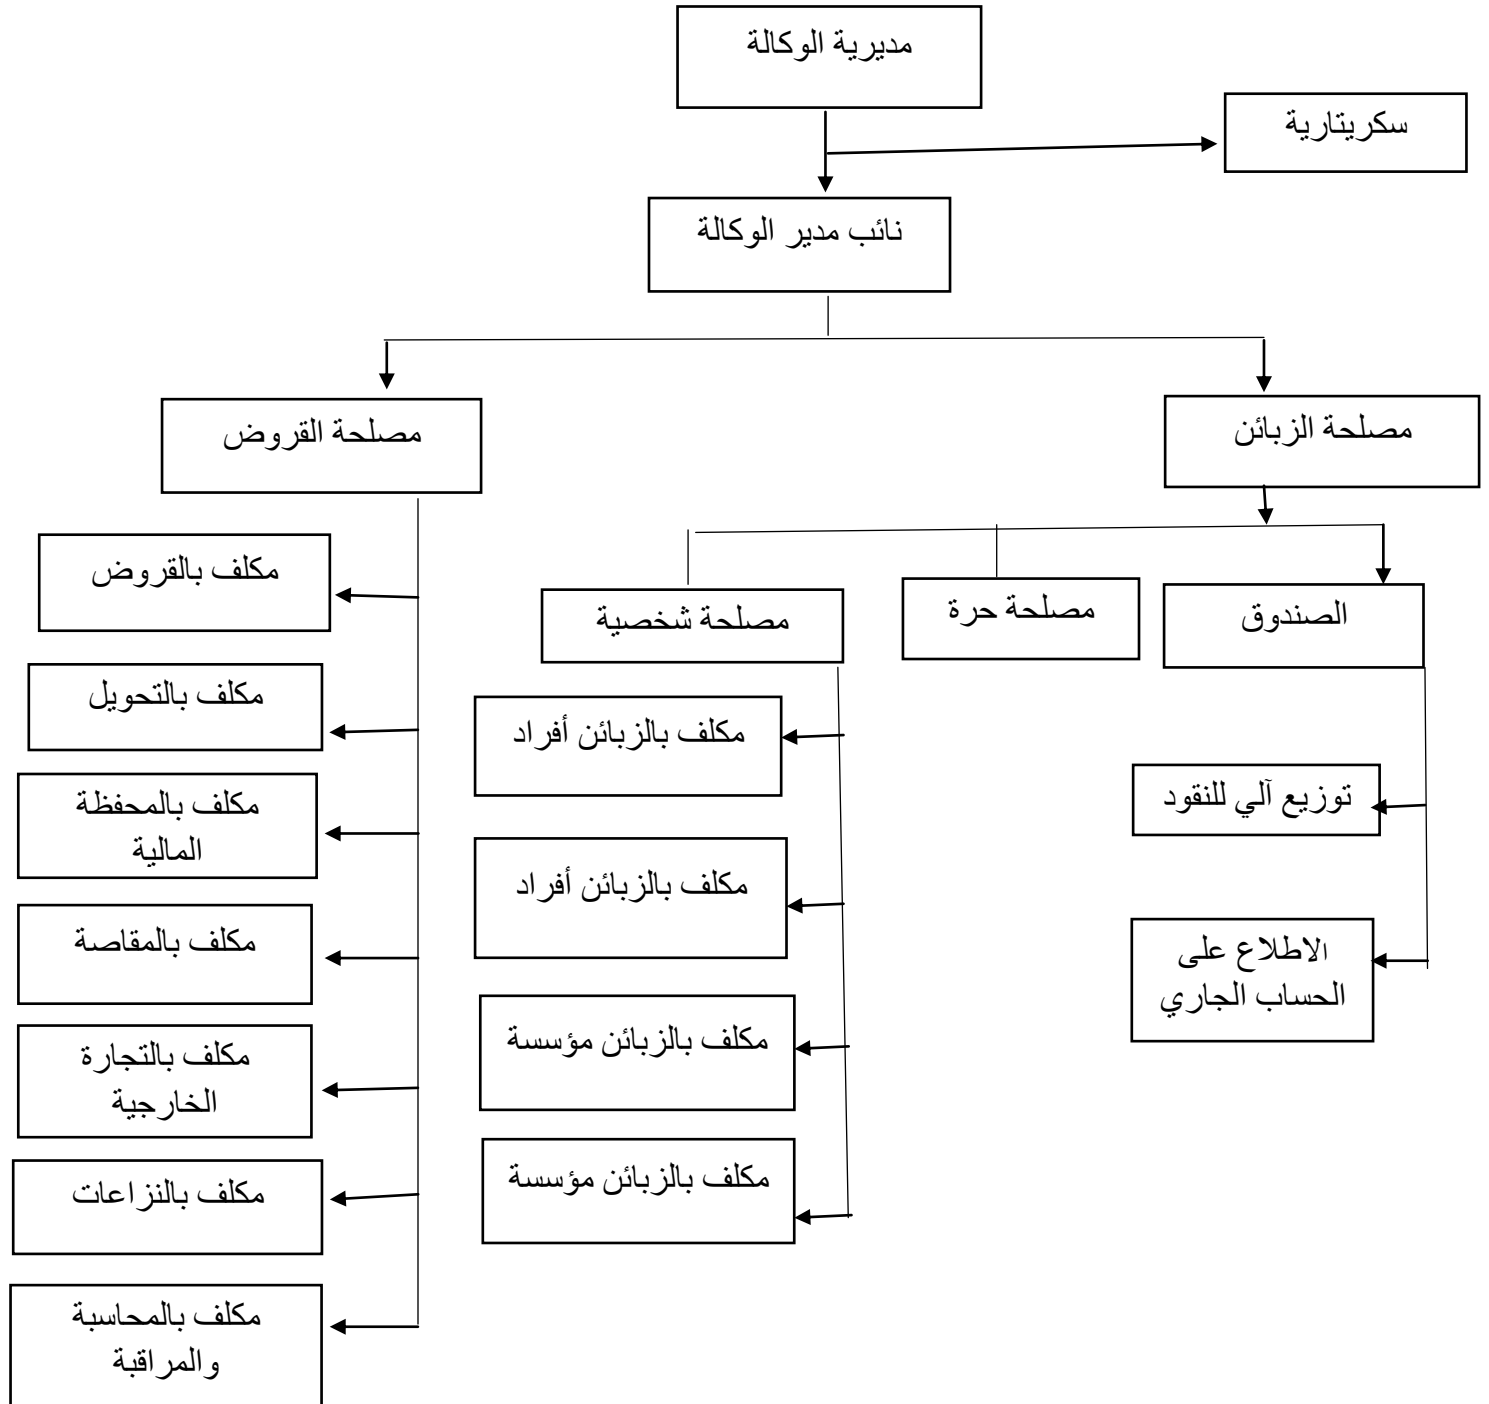 مديرية الوكالة
سكريتارية
نائب مدير الوكالة
مصلحة الزبائن
مصلحة القروض
الصندوق
مصلحة حرة
مصلحة شخصية
توزيع آلي للنقود
الاطلاع على
الحساب الجاري
مكلف بالزبائن أفراد
مكلف بالزبائن أفراد
مكلف بالزبائن مؤسسة
مكلف بالزبائن مؤسسة
مكلف بالقروض
مكلف بالتحويل
مكلف بالمحفظة
المالية
مكلف بالمقاصة
مكلف بالتجارة
الخارجية
مكلف بالنزاعات
مكلف بالمحاسبة
والمراقبة